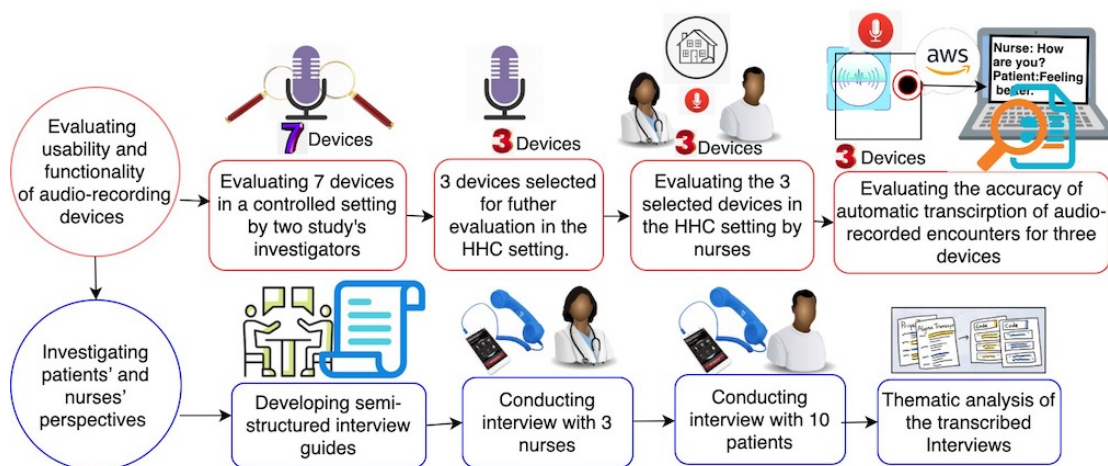 Evaluating
usability and
functionality
of audio-recording
devices
7 Devices
Evaluating 7 devices
in a controlled setting
by two study's
investigators
3 Devices
3 devices selected
for futher
evaluation in the
HHC setting.
3 Devices
Evaluating the 3
selected devices in
the HHC setting by
nurses
aws
Nurse: How
are you?
Patient:Feeling
better.
3 Devices
Evaluating the accuracy of
automatic transcirption of audio-
recorded encounters for three
devices
Investigating
patients' and
nurses'
perspectives
Developing semi-
structured interview
guides
Conducting
interview with 3
nurses
Conducting
interview with 10
patients
Code
Code
Thematic analysis of
the transcribed
Interviews